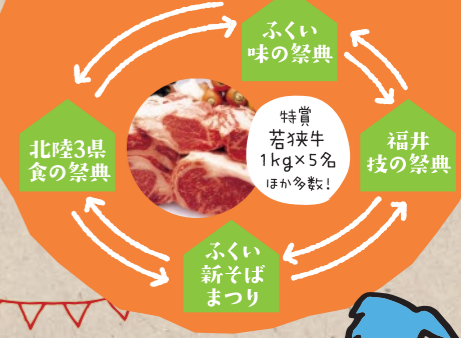 ふくい
味の祭典
特賞
若狭牛
1kg×5名
ほか多数!
北陸3県
食の祭典
福井
技の祭典
ふくい
新そば
まつり